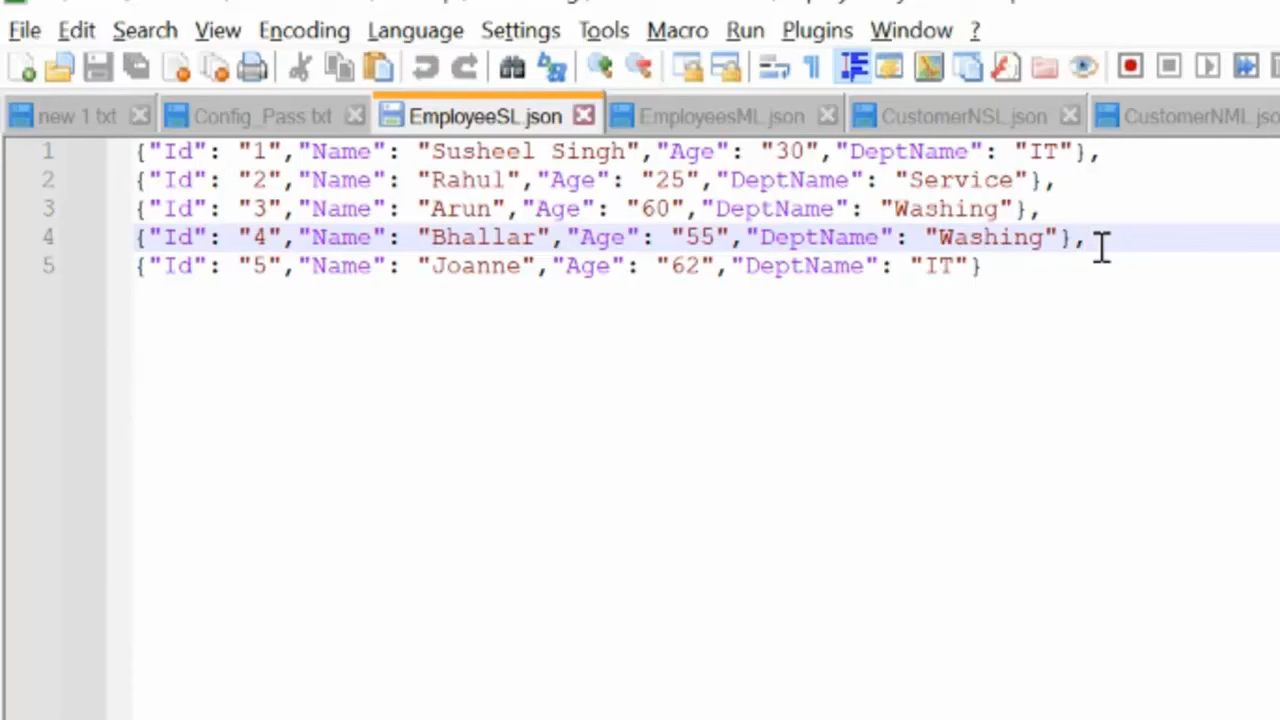 File Edit Search View Encoding Language Settings Tools Macro Run Plugins Window ?
new 1 txt Config_Pass txt EmployeeSL.json EmployeesML.json CustomerNSL.json CustomerNML jso
1 {"Id": "1","Name": "Susheel Singh","Age": "30","DeptName": "IT"},
2 {"Id": "2","Name": "Rahul","Age": "25","DeptName": "Service"},
3 {"Id": "3","Name": "Arun","Age": "60","DeptName": "Washing"},
4 {"Id": "4","Name": "Bhallar","Age": "55","DeptName": "Washing"},
5 {"Id": "5","Name": "Joanne","Age": "62","DeptName": "IT"}